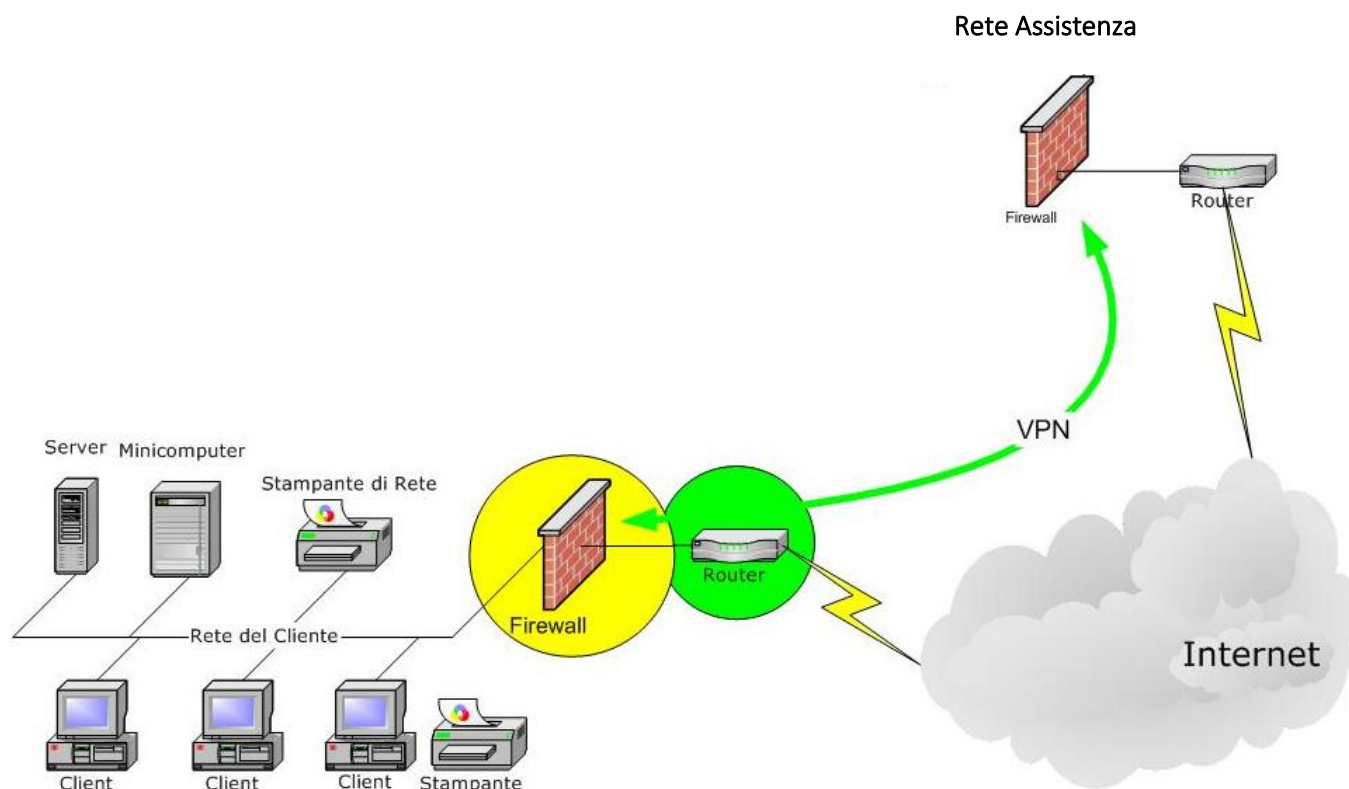 Rete Assistenza
Firewall
Router
VPN
Server
Minicomputer
Stampante di Rete
Router
Firewall
Rete del Cliente
Internet
Client
Client
Client
Stampante